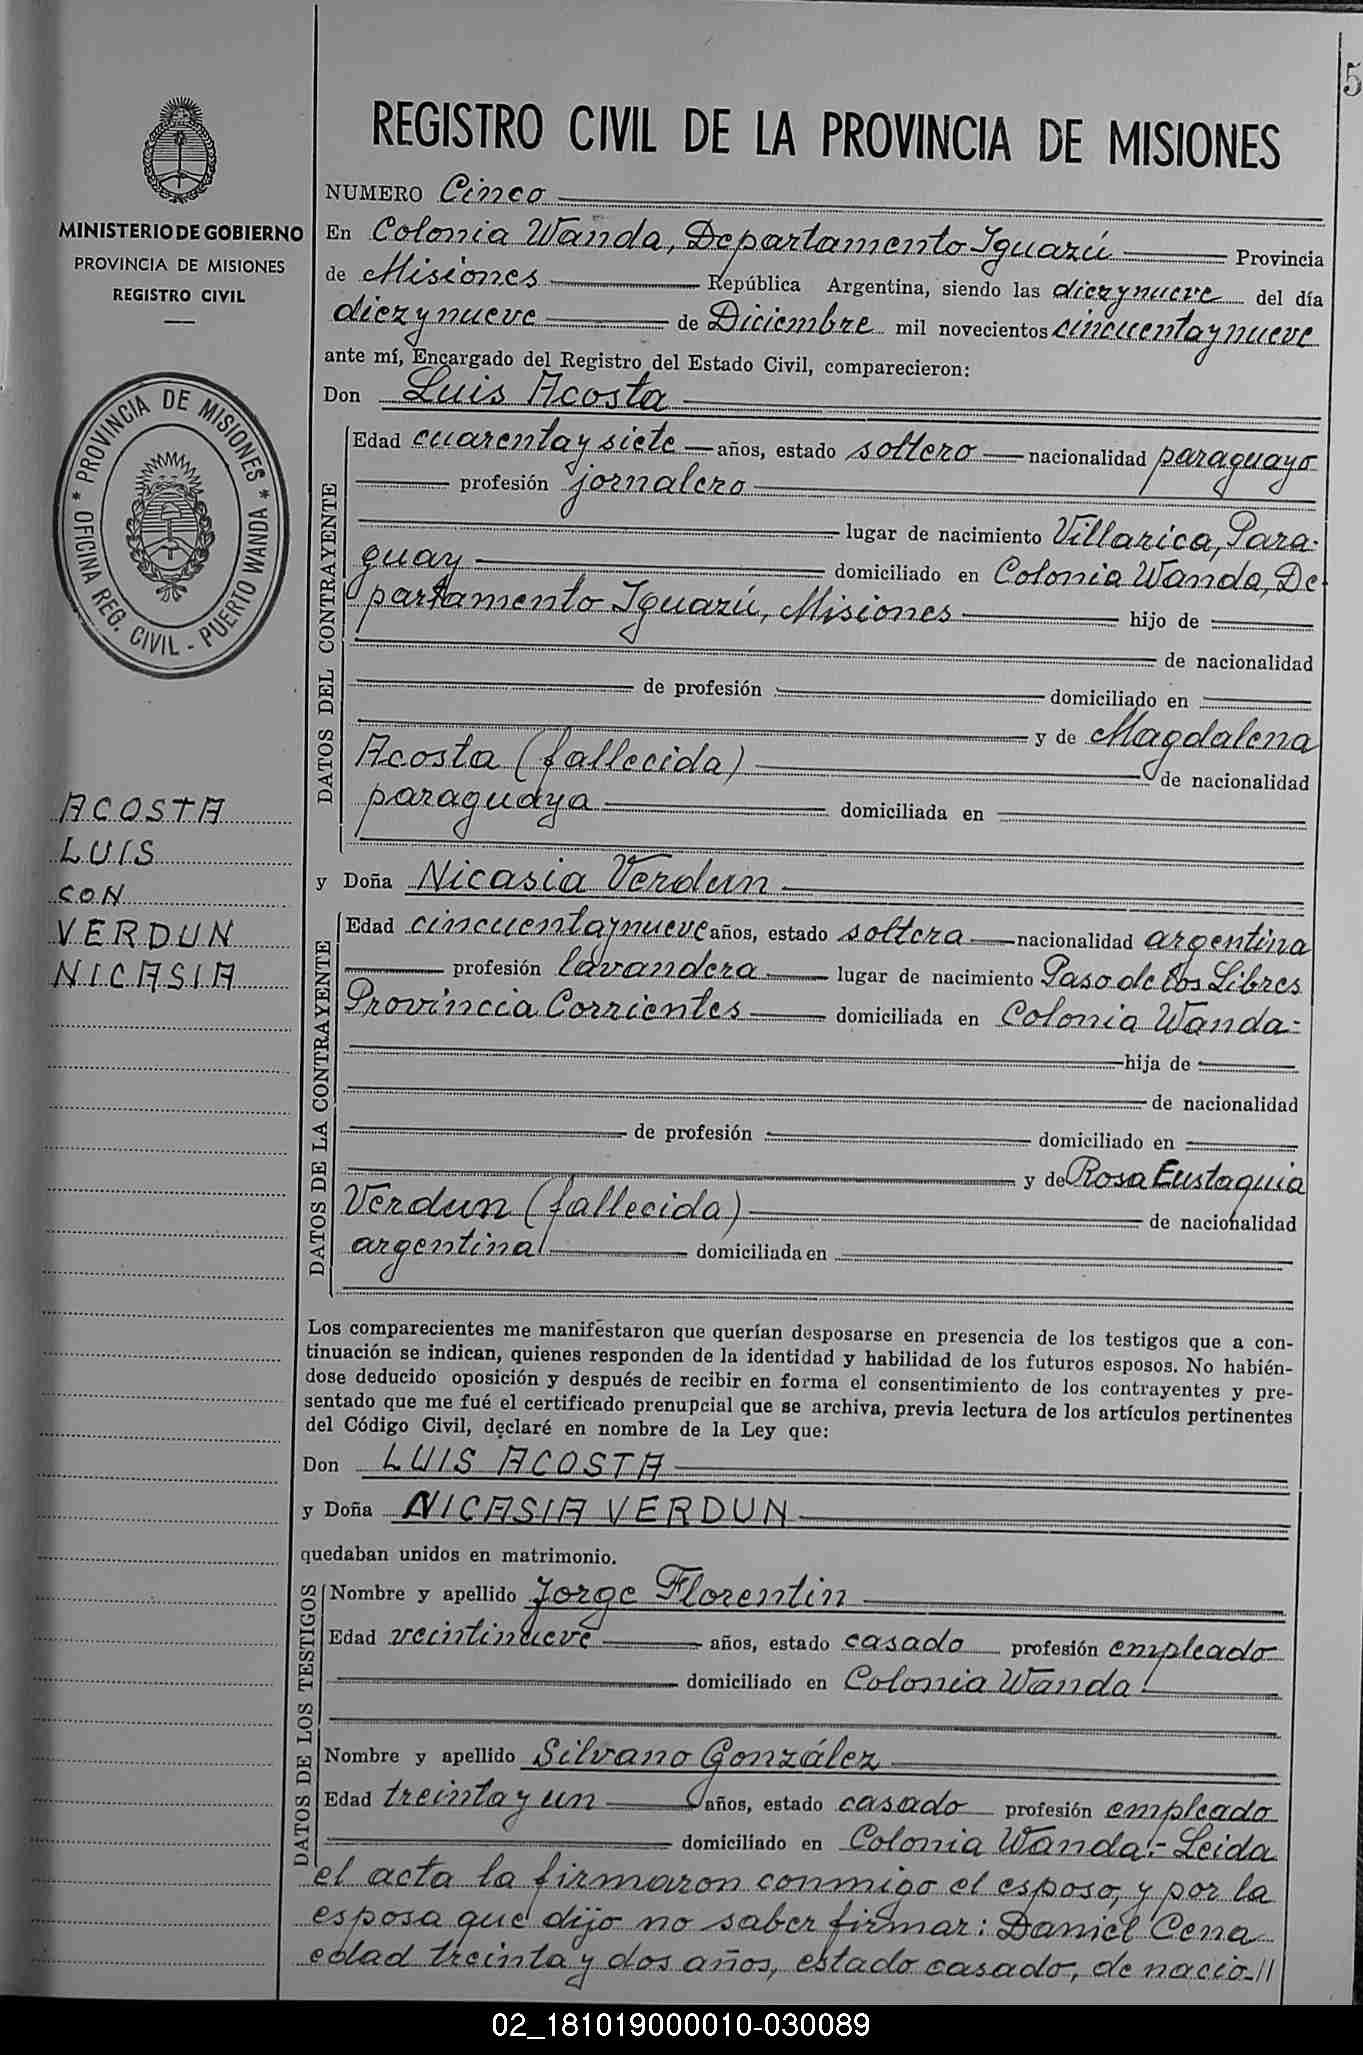 5
REGISTRO CIVIL DE LA PROVINCIA DE MISIONES
MINISTERIO DE GOBIERNO
PROVINCIA DE MISIONES
REGISTRO CIVIL
* PROVINCIA DE MISIONES *
OFICINA REG. CIVIL - PUERTO WANDA
ACOSTA
LUIS
CON
VERDUN
NICASIA
NUMERO Cinco
En Colonia Wanda, Departamento Iguazú Provincia
de Misiones República Argentina, siendo las diez y nueve del día
diez y nueve de Diciembre mil novecientos cincuenta y nueve
ante mí, Encargado del Registro del Estado Civil, comparecieron:
Don Luis Acosta
DATOS DEL CONTRAYENTE
Edad cuarenta y siete años, estado soltero nacionalidad paraguayo
profesión jornalero
lugar de nacimiento Villarica, Para-
guay domiciliado en Colonia Wanda, De
partamento Iguazú, Misiones hijo de
de nacionalidad
de profesión domiciliado en
y de Magdalena
Acosta (fallecida) de nacionalidad
paraguaya domiciliada en
y Doña Nicasia Verdun
DATOS DE LA CONTRAYENTE
Edad cincuenta y nueve años, estado soltera nacionalidad argentina
profesión lavandera lugar de nacimiento Paso de los Libres
Provincia Corrientes domiciliada en Colonia Wanda-
hija de
de nacionalidad
de profesión domiciliado en
y de Rosa Eustaquia
Verdun (fallecida) de nacionalidad
argentina domiciliada en
Los comparecientes me manifestaron que querían desposarse en presencia de los testigos que a con-
tinuación se indican, quienes responden de la identidad y habilidad de los futuros esposos. No habién-
dose deducido oposición y después de recibir en forma el consentimiento de los contrayentes y pre-
sentado que me fué el certificado prenupcial que se archiva, previa lectura de los artículos pertinentes
del Código Civil, declaré en nombre de la Ley que:
Don LUIS ACOSTA
y Doña NICASIA VERDUN
quedaban unidos en matrimonio.
DATOS DE LOS TESTIGOS
Nombre y apellido Jorge Florentin
Edad veintinueve años, estado casado profesión empleado
domiciliado en Colonia Wanda.
Nombre y apellido Silvano González
Edad treinta y un años, estado casado profesión empleado
domiciliado en Colonia Wanda.- Leida
el acta la firmaron conmigo el esposo, y por la
esposa que dijo no saber firmar: Daniel Cena
edad treinta y dos años, estado casado, de nacio-//
02_181019000010-030089